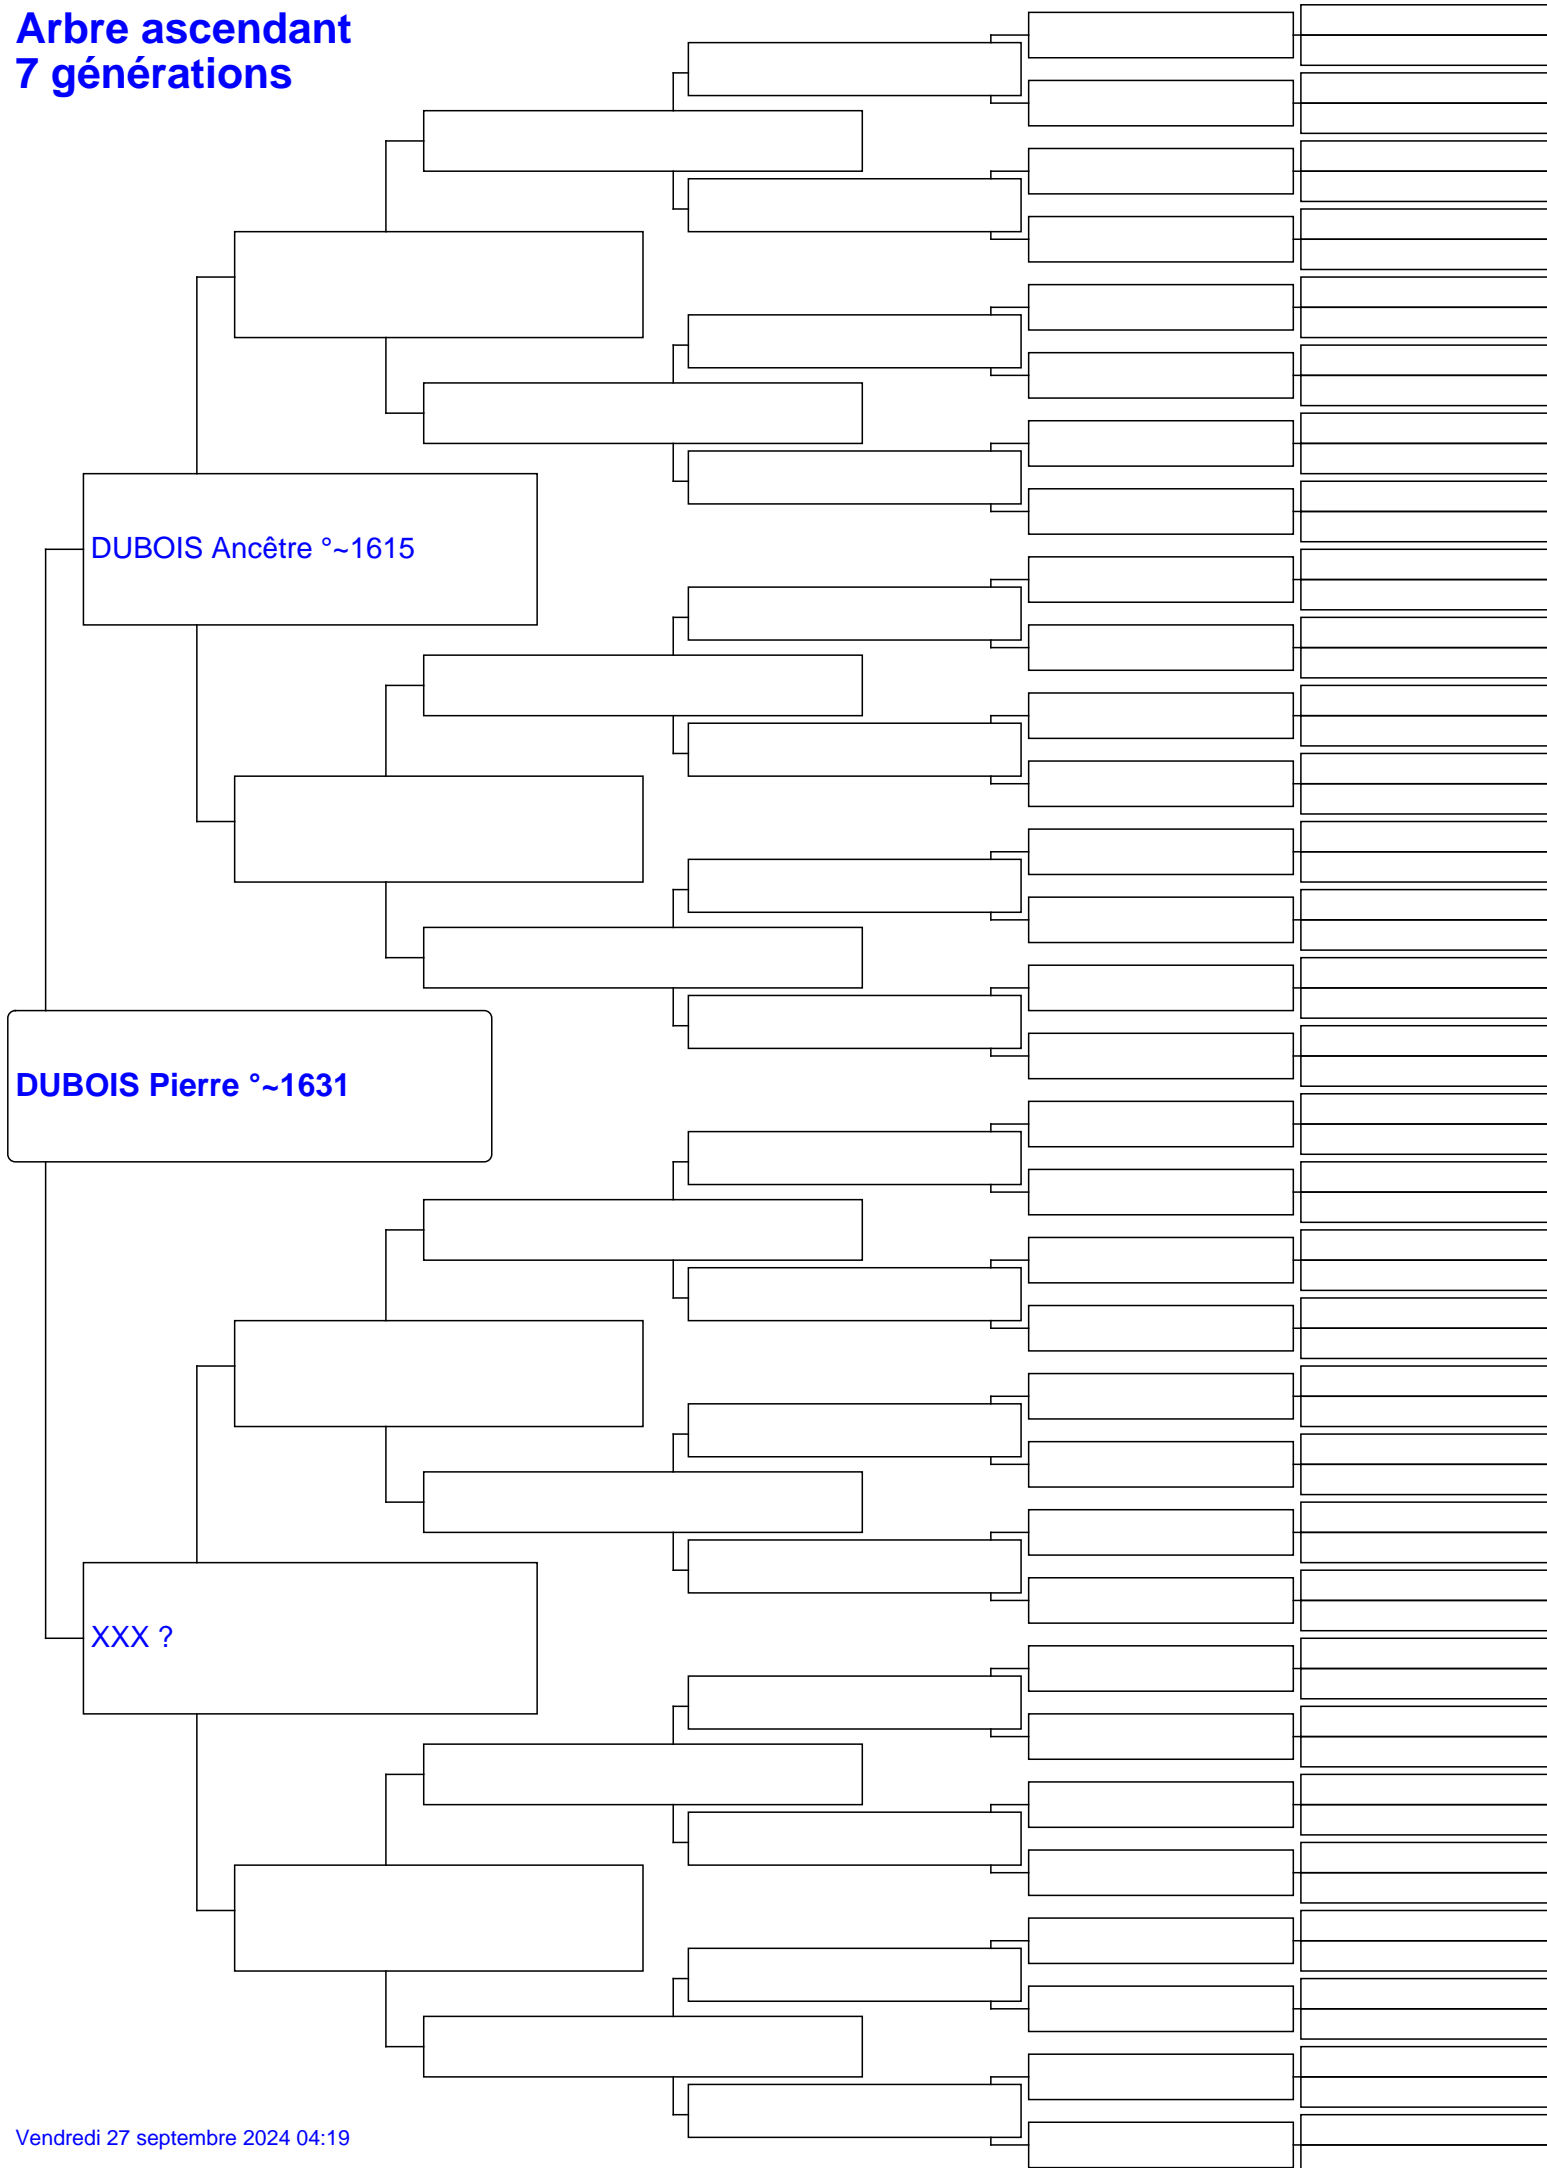 Arbre ascendant
7 générations
DUBOIS Ancêtre °~1615
DUBOIS Pierre °~1631
XXX ?
Vendredi 27 septembre 2024 04:19